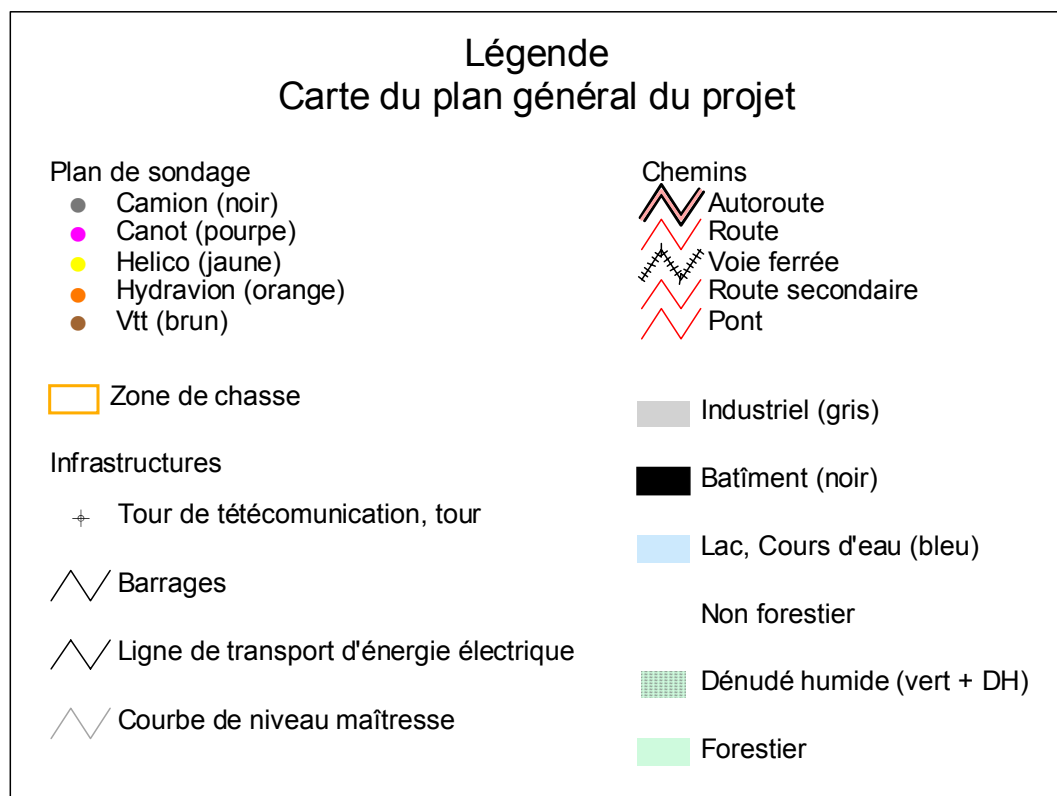 Légende
Carte du plan général du projet
Plan de sondage
Camion (noir)
Canot (pourpe)
Helico (jaune)
Hydravion (orange)
Vtt (brun)
Zone de chasse
Infrastructures
Tour de tétécomunication, tour
Barrages
Ligne de transport d'énergie électrique
Courbe de niveau maîtresse
Chemins
Autoroute
Route
Voie ferrée
Route secondaire
Pont
Industriel (gris)
Batîment (noir)
Lac, Cours d'eau (bleu)
Non forestier
Dénudé humide (vert + DH)
Forestier